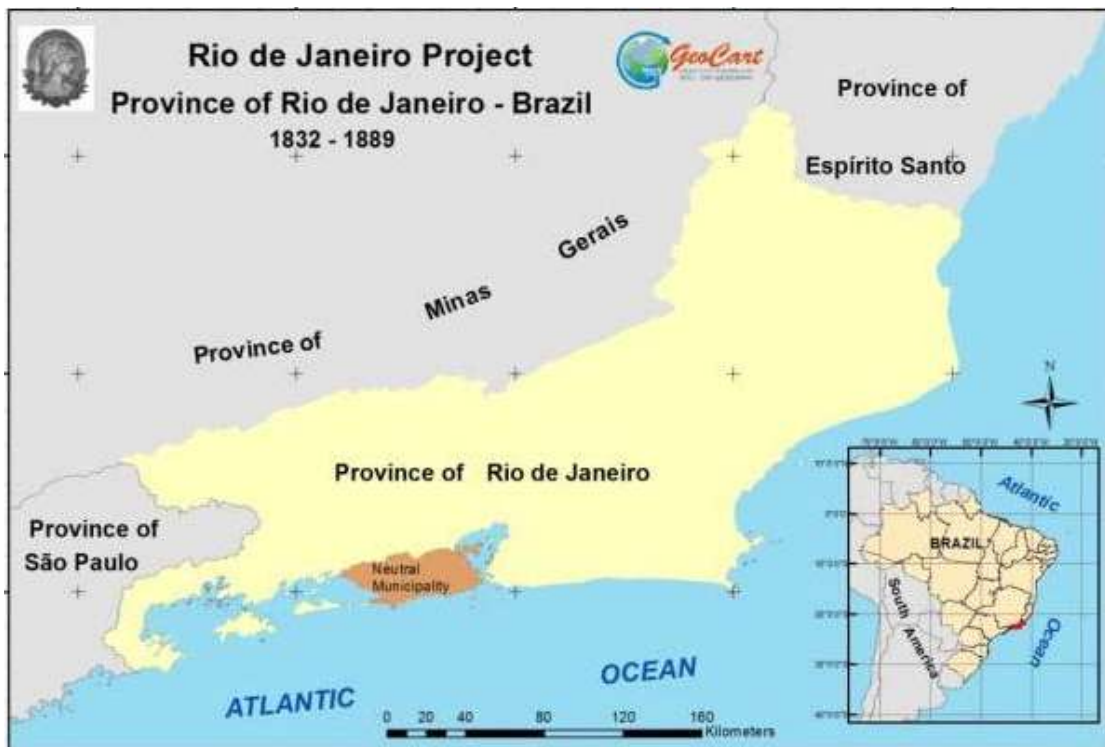 Rio de Janeiro Project
Province of Rio de Janeiro - Brazil
1832 - 1889
GeoCart
Province of
Espírito Santo
Province of Minas Gerais
Province of Rio de Janeiro
Province of
São Paulo
Neutral
Municipality
ATLANTIC OCEAN
0 10 20 40 80 120 160
Kilometers
N
Atlantic
BRAZIL
South America
Ocean